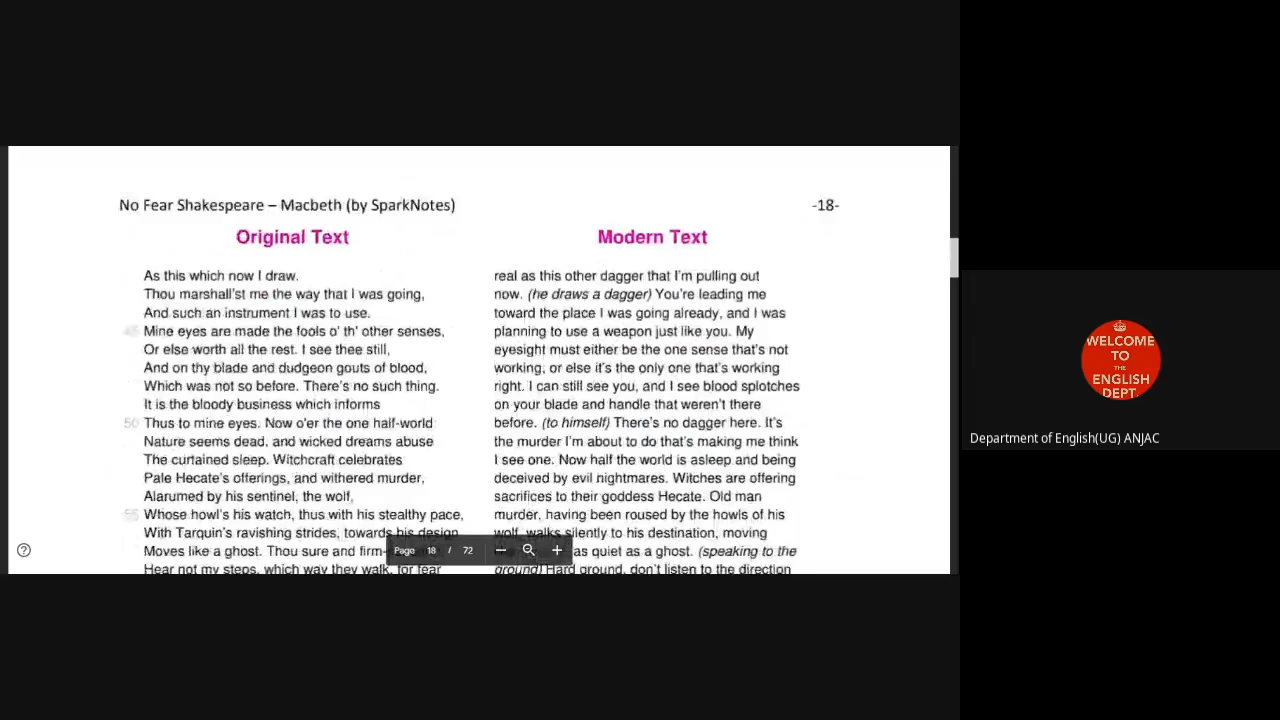 No Fear Shakespeare – Macbeth (by SparkNotes)
-18-
Original Text
As this which now I draw.
Thou marshall'st me the way that I was going,
And such an instrument I was to use.
45 Mine eyes are made the fools o' th' other senses,
Or else worth all the rest. I see thee still,
And on thy blade and dudgeon gouts of blood,
Which was not so before. There's no such thing.
It is the bloody business which informs
50 Thus to mine eyes. Now o'er the one half-world
Nature seems dead, and wicked dreams abuse
The curtained sleep. Witchcraft celebrates
Pale Hecate's offerings, and withered murder,
Alarumed by his sentinel, the wolf,
55 Whose howl's his watch, thus with his stealthy pace,
With Tarquin's ravishing strides, towards his design
Moves like a ghost. Thou sure and firm-
Hear not my steps, which way they walk, for fear
Modern Text
real as this other dagger that I'm pulling out
now. (he draws a dagger) You're leading me
toward the place I was going already, and I was
planning to use a weapon just like you. My
eyesight must either be the one sense that's not
working, or else it's the only one that's working
right. I can still see you, and I see blood splotches
on your blade and handle that weren't there
before. (to himself) There's no dagger here. It's
the murder I'm about to do that's making me think
I see one. Now half the world is asleep and being
deceived by evil nightmares. Witches are offering
sacrifices to their goddess Hecate. Old man
murder, having been roused by the howls of his
wolf, walks silently to his destination, moving
as quiet as a ghost. (speaking to the
ground) Hard ground, don't listen to the direction
Page 18 / 72
WELCOME
TO
THE
ENGLISH
DEPT.
Department of English(UG) ANJAC